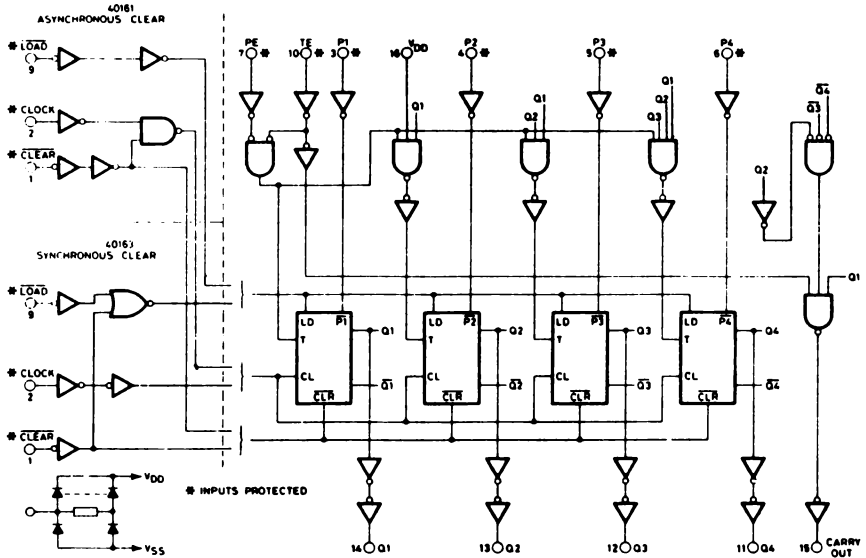 40161
ASYNCHRONOUS CLEAR
* LOAD
9
* CLOCK
2
* CLEAR
1
40163
SYNCHRONOUS CLEAR
* LOAD
9
* CLOCK
2
* CLEAR
1
VDD
VSS
* INPUTS PROTECTED
PE
7 *
TE
10 *
P1
3 *
VDD
16
P2
4 *
P3
5 *
P4
6 *
Q1
Q1
Q2
Q1
Q2
Q3
Q2
Q3
Q4
Q1
LD P1
T
CL
CLR
Q1
Q1
LD P2
T
CL
CLR
Q2
Q2
LD P3
T
CL
CLR
Q3
Q3
LD P4
T
CL
CLR
Q4
Q4
14 Q1
13 Q2
12 Q3
11 Q4
15 CARRY OUT